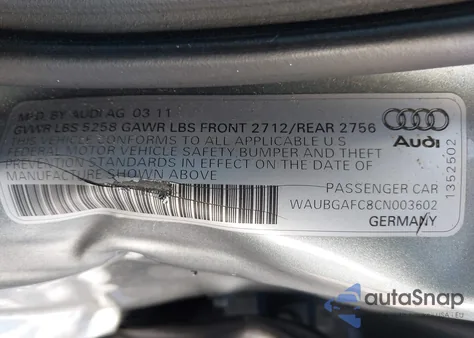 MFD. BY AUDI AG 03 11
GVWR LBS 5258 GAWR LBS FRONT 2712/REAR 2756
THIS VEHICLE CONFORMS TO ALL APPLICABLE U S
FEDERAL MOTOR VEHICLE SAFETY BUMPER AND THEFT
PREVENTION STANDARDS IN EFFECT ON THE DATE OF
MANUFACTURE SHOWN ABOVE
PASSENGER CAR
WAUBGAFC8CN003602
GERMANY
Audi
1352502
autoSnap